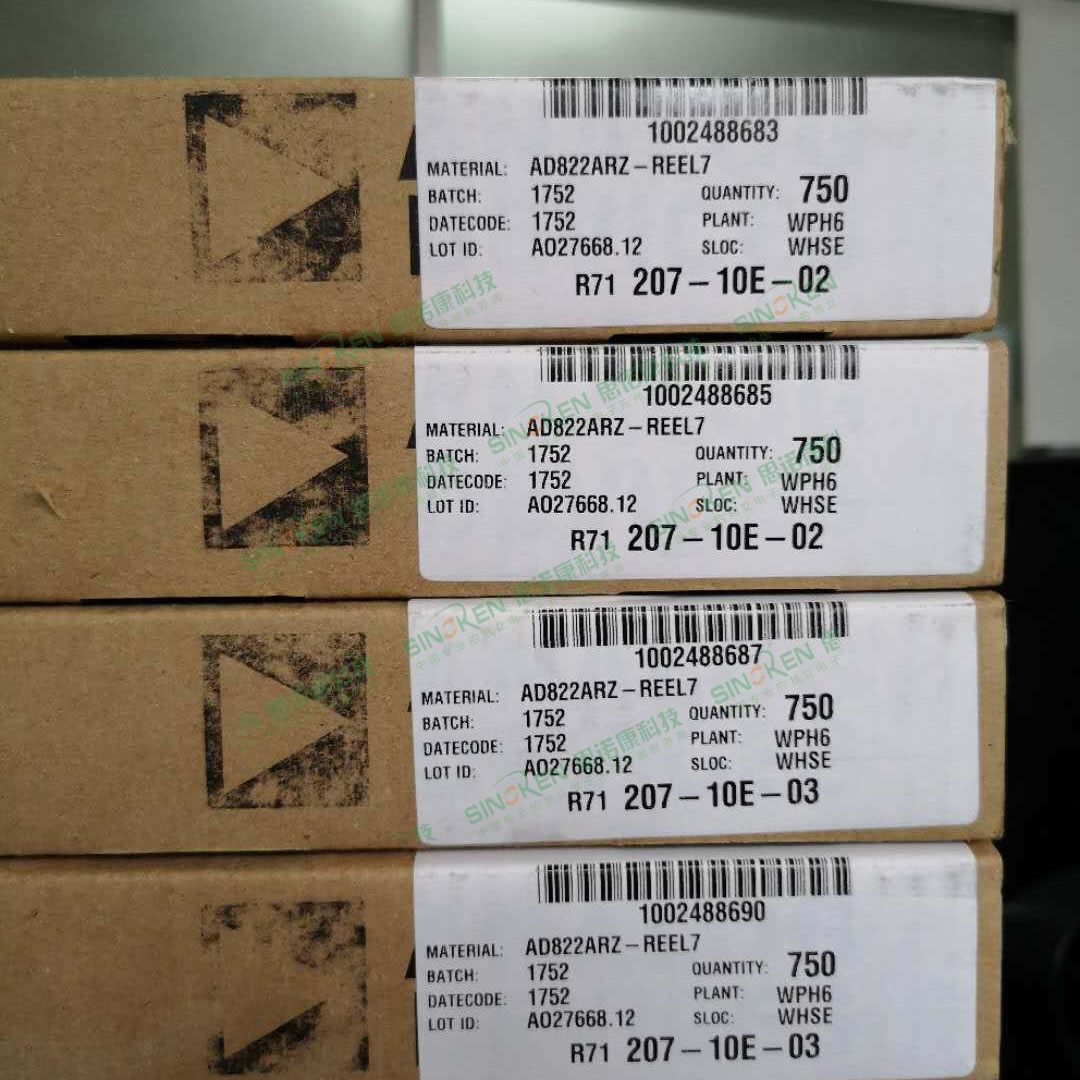 1002488683
MATERIAL: AD822ARZ-REEL7
BATCH: 1752 QUANTITY: 750
DATECODE: 1752 PLANT: WPH6
LOT ID: A027668.12 SLOC: WHSE
R71 207-10E-02
1002488685
MATERIAL: AD822ARZ-REEL7
BATCH: 1752 QUANTITY: 750
DATECODE: 1752 PLANT: WPH6
LOT ID: A027668.12 SLOC: WHSE
R71 207-10E-02
1002488687
MATERIAL: AD822ARZ-REEL7
BATCH: 1752 QUANTITY: 750
DATECODE: 1752 PLANT: WPH6
LOT ID: A027668.12 SLOC: WHSE
R71 207-10E-03
1002488690
MATERIAL: AD822ARZ-REEL7
BATCH: 1752 QUANTITY: 750
DATECODE: 1752 PLANT: WPH6
LOT ID: A027668.12 SLOC: WHSE
R71 207-10E-03
SINOKEN 思诺康科技